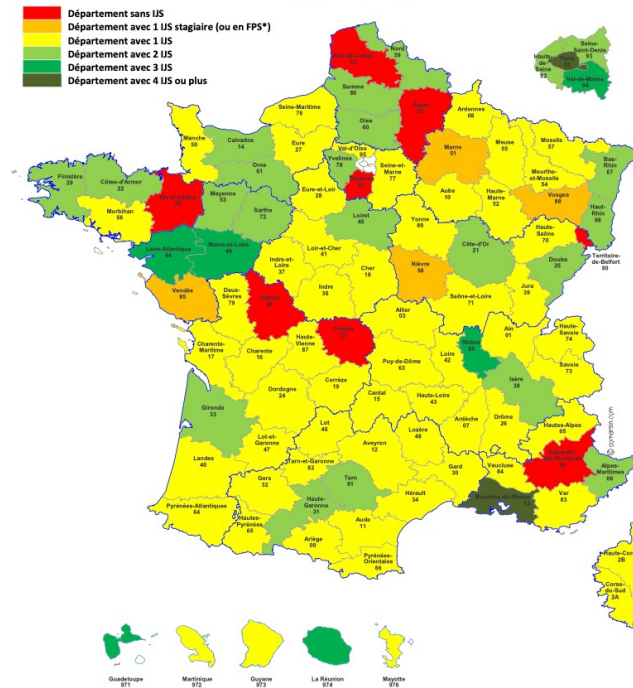 Département sans IJS
Département avec 1 IJS stagiaire (ou en FPS*)
Département avec 1 IJS
Département avec 2 IJS
Département avec 3 IJS
Département avec 4 IJS ou plus
Nord
59
Pas-de-Calais
62
Somme
80
Aisne
02
Oise
60
Seine-Maritime
76
Ardennes
08
Manche
50
Calvados
14
Eure
27
Orne
61
Val-d'Oise
95
Yvelines
78
Essonne
91
Seine-et-
Marne
77
Marne
51
Meuse
55
Moselle
57
Meurthe-
et-Moselle
54
Bas-
Rhin
67
Haut-
Rhin
68
Vosges
88
Aube
10
Haute-
Marne
52
Haute-
Saône
70
Territoire-
de-Belfort
90
Finistère
29
Côtes-d'Armor
22
Morbihan
56
Ille-et-Vilaine
35
Mayenne
53
Sarthe
72
Eure-et-Loir
28
Loiret
45
Yonne
89
Côte-d'Or
21
Doubs
25
Jura
39
Loire-Atlantique
44
Maine-et-Loire
49
Indre-et-
Loire
37
Loir-et-Cher
41
Cher
18
Nièvre
58
Saône-et-Loire
71
Vendée
85
Deux-
Sèvres
79
Vienne
86
Indre
36
Creuse
23
Allier
03
Charente-
Maritime
17
Charente
16
Haute-
Vienne
87
Puy-de-Dôme
63
Loire
42
Rhône
69
Ain
01
Haute-
Savoie
74
Savoie
73
Isère
38
Dordogne
24
Corrèze
19
Cantal
15
Haute-Loire
43
Ardèche
07
Drôme
26
Hautes-Alpes
05
Gironde
33
Lot-et-
Garonne
47
Lot
46
Aveyron
12
Lozère
48
Landes
40
Tarn-et-Garonne
82
Tarn
81
Gard
30
Vaucluse
84
Alpes-de-
Hte-Provence
04
Alpes-
Maritimes
06
Gers
32
Haute-
Garonne
31
Hérault
34
Bouches-du-Rhône
13
Var
83
Pyrénées-Atlantiques
64
Hautes-
Pyrénées
65
Ariège
09
Aude
11
Pyrénées-
Orientales
66
Haute-Cor
2B
Corse-
du-Sud
2A
Seine-
Saint-Denis
93
Hauts-
de-
Seine
92
Paris
75
Val-de-Marne
94
© comersis.com
Guadeloupe
971
Martinique
972
Guyane
973
La Réunion
974
Mayotte
976